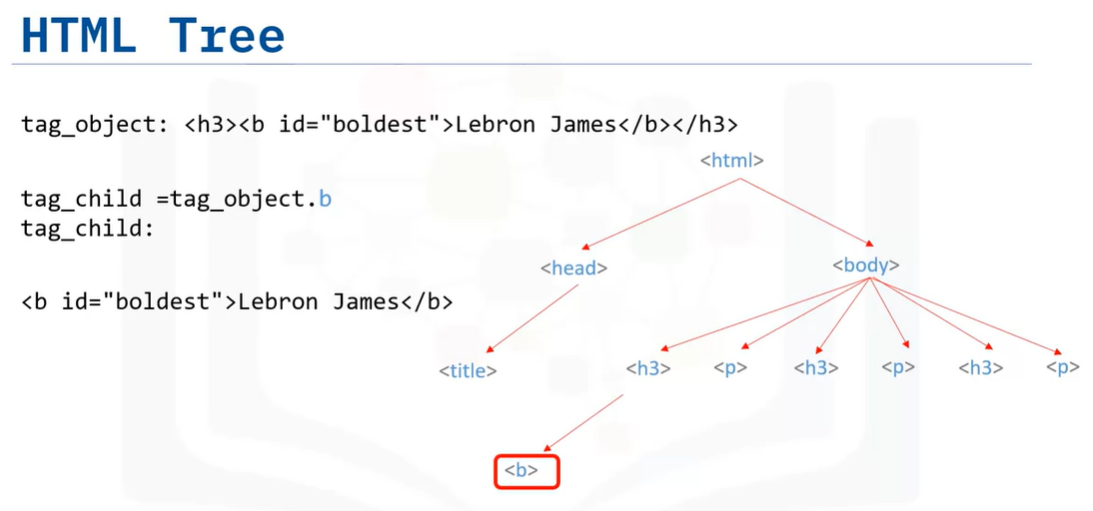 HTML Tree
tag_object: <h3><b id="boldest">Lebron James</b></h3>
<html>
tag_child =tag_object.b
tag_child:
<head>
<body>
<b id="boldest">Lebron James</b>
<title>
<h3> <p> <h3> <p> <h3> <p>
<b>